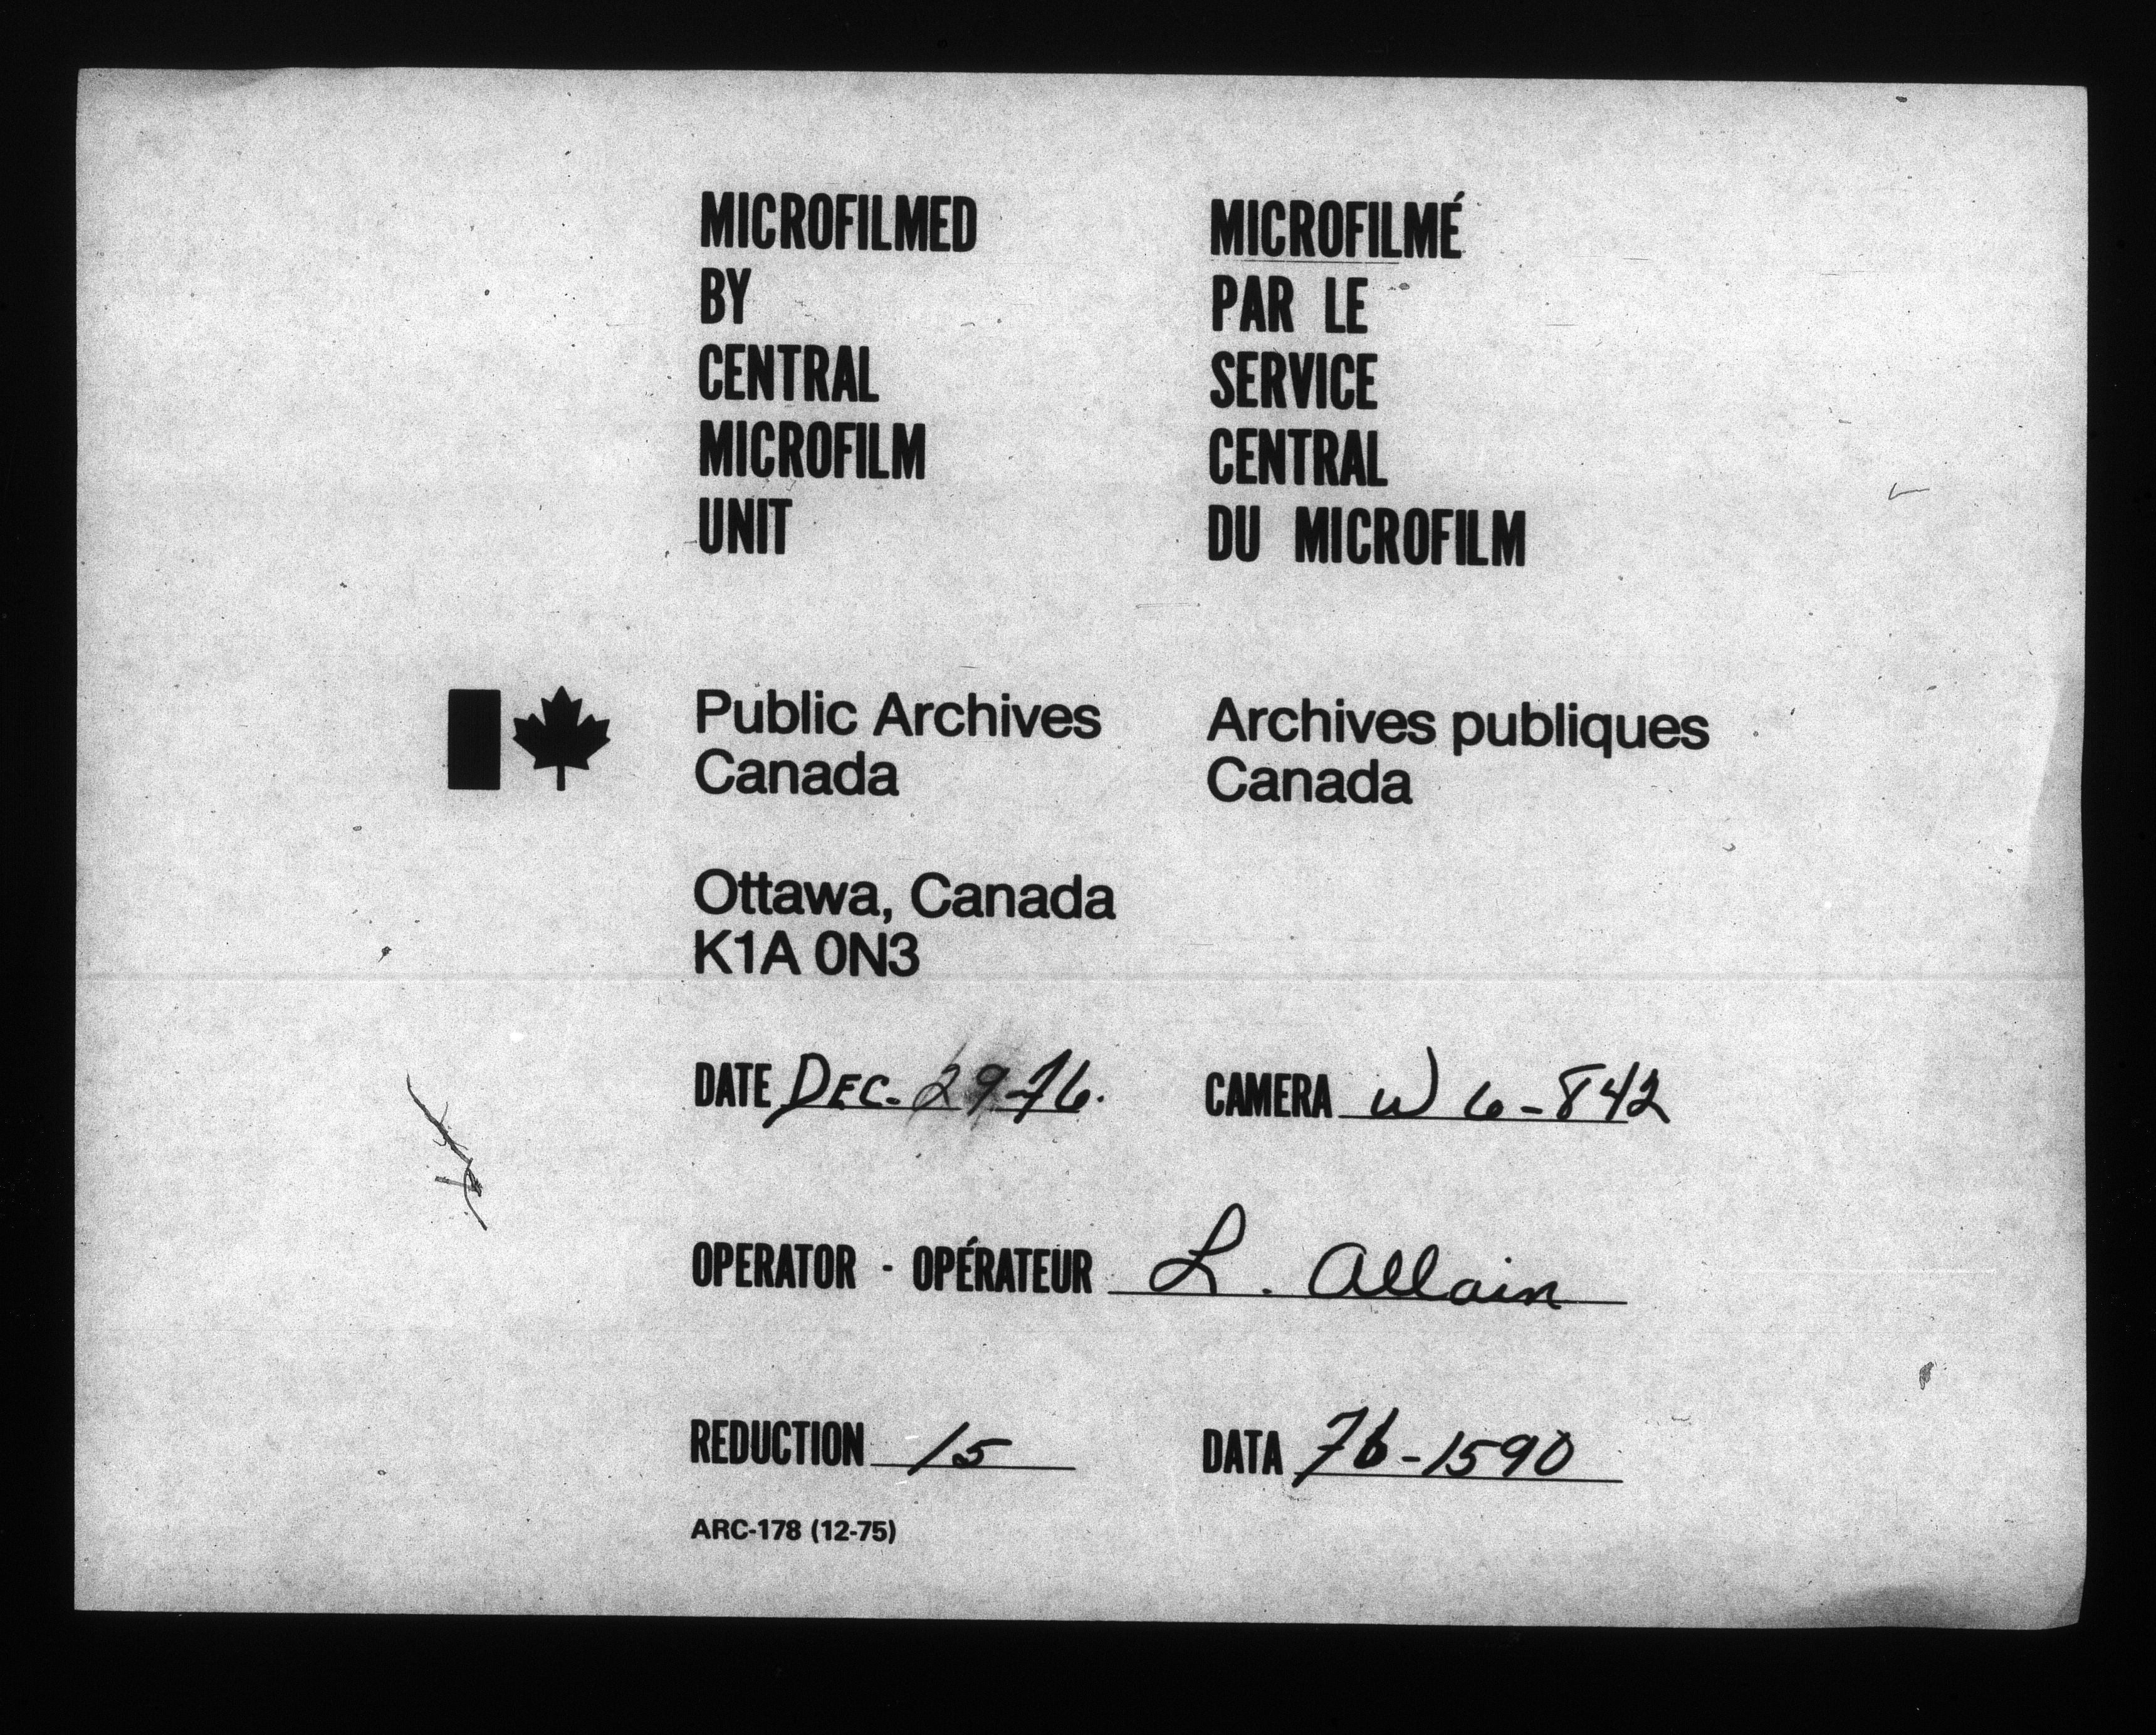 MICROFILMED
BY
CENTRAL
MICROFILM
UNIT
MICROFILMÉ
PAR LE
SERVICE
CENTRAL
DU MICROFILM
Public Archives
Canada
Archives publiques
Canada
Ottawa, Canada
K1A 0N3
DATE DEC. 29-76. CAMERA W 6-842
OPERATOR - OPÉRATEUR L. Allain
REDUCTION 15 DATA 76-1590
ARC-178 (12-75)